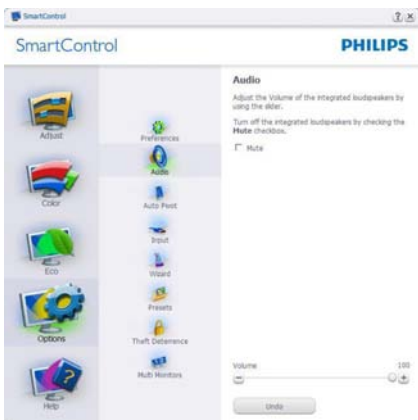 SmartControl
SmartControl
PHILIPS
Adjust
Color
Eco
Options
Help
Preferences
Audio
Auto Pivot
Input
Wizard
Presets
Theft Deterrence
Multi Monitors
Audio
Adjust the Volume of the integrated loudspeakers by
using the slider.
Turn off the integrated loudspeakers by checking the
Mute checkbox.
Mute
Volume 100
Undo